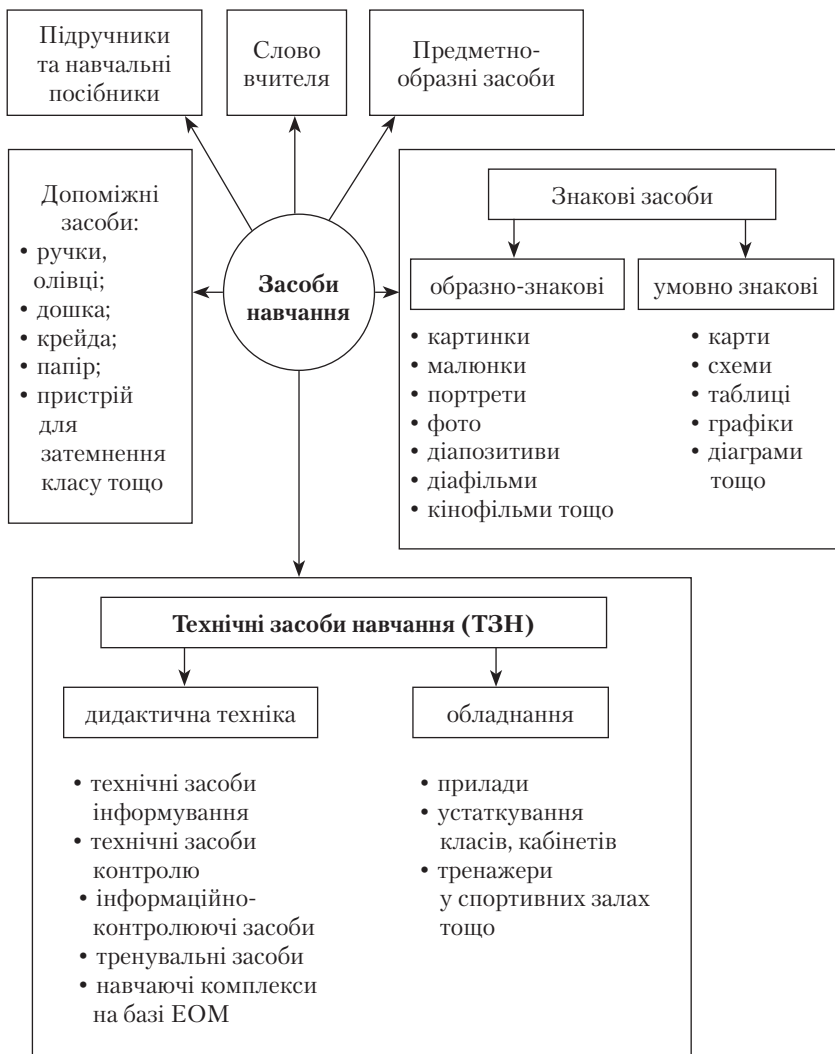 Підручники
та навчальні
посібники
Слово
вчителя
Предметно-
образні засоби
Допоміжні
засоби:
• ручки,
олівці;
• дошка;
• крейда;
• папір;
• пристрій
для
затемнення
класу тощо
Засоби
навчання
Знакові засоби
образно-знакові
• картинки
• малюнки
• портрети
• фото
• діапозитиви
• діафільми
• кінофільми тощо
умовно знакові
• карти
• схеми
• таблиці
• графіки
• діаграми
тощо
Технічні засоби навчання (ТЗН)
дидактична техніка
• технічні засоби
інформування
• технічні засоби
контролю
• інформаційно-
контролюючі засоби
• тренувальні засоби
• навчаючі комплекси
на базі ЕОМ
обладнання
• прилади
• устаткування
класів, кабінетів
• тренажери
у спортивних залах
тощо